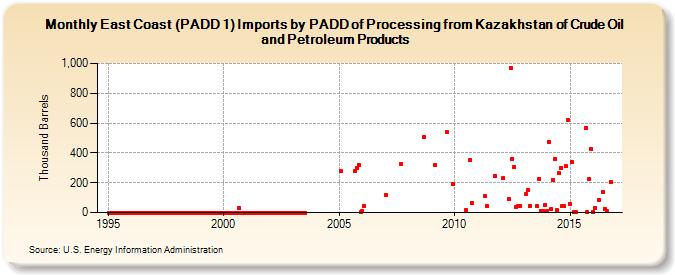 Monthly East Coast (PADD 1) Imports by PADD of Processing from Kazakhstan of Crude Oil
and Petroleum Products
Thousand Barrels
1,000
800
600
400
200
0
1995
2000
2005
2010
2015
Source: U.S. Energy Information Administration